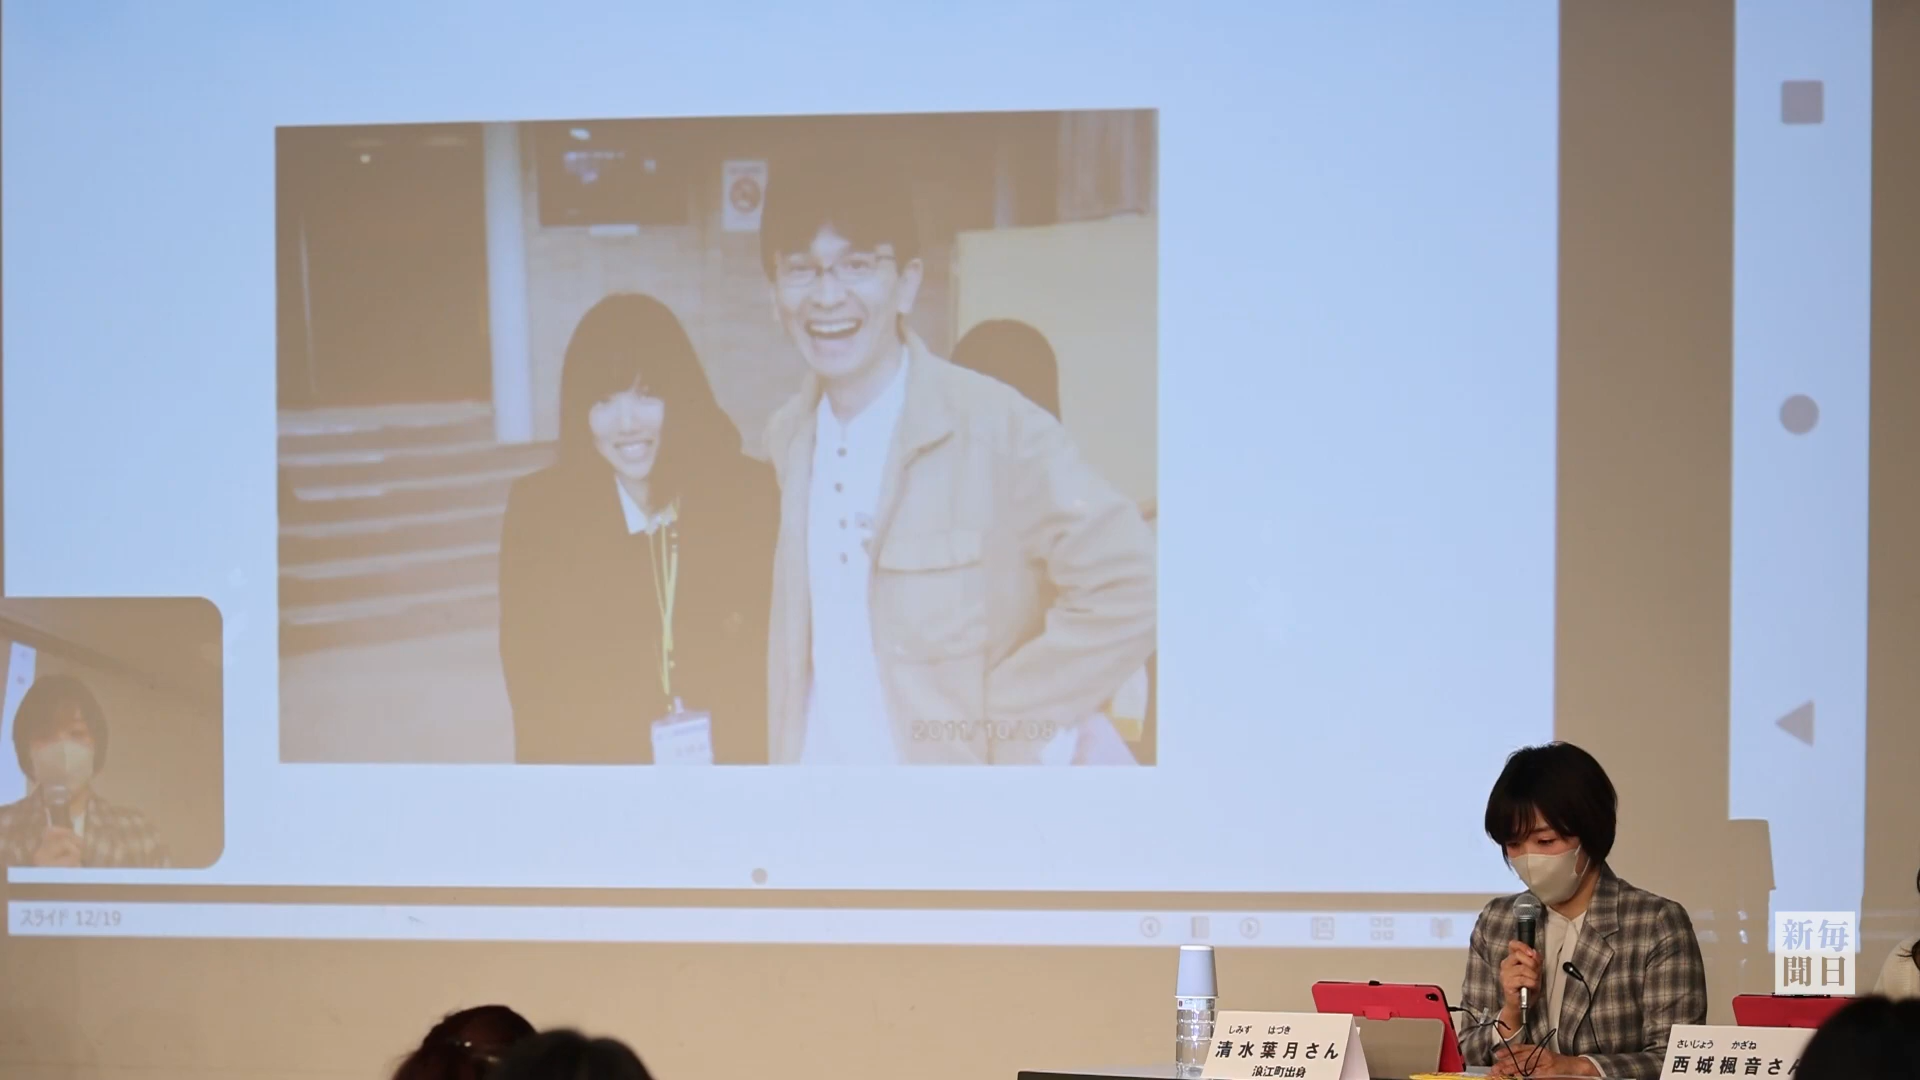 2011/10/08
スライド 12/19
しみず はづき
清水葉月さん
浪江町出身
さいじょう かざね
西城楓音さん
毎日
新聞